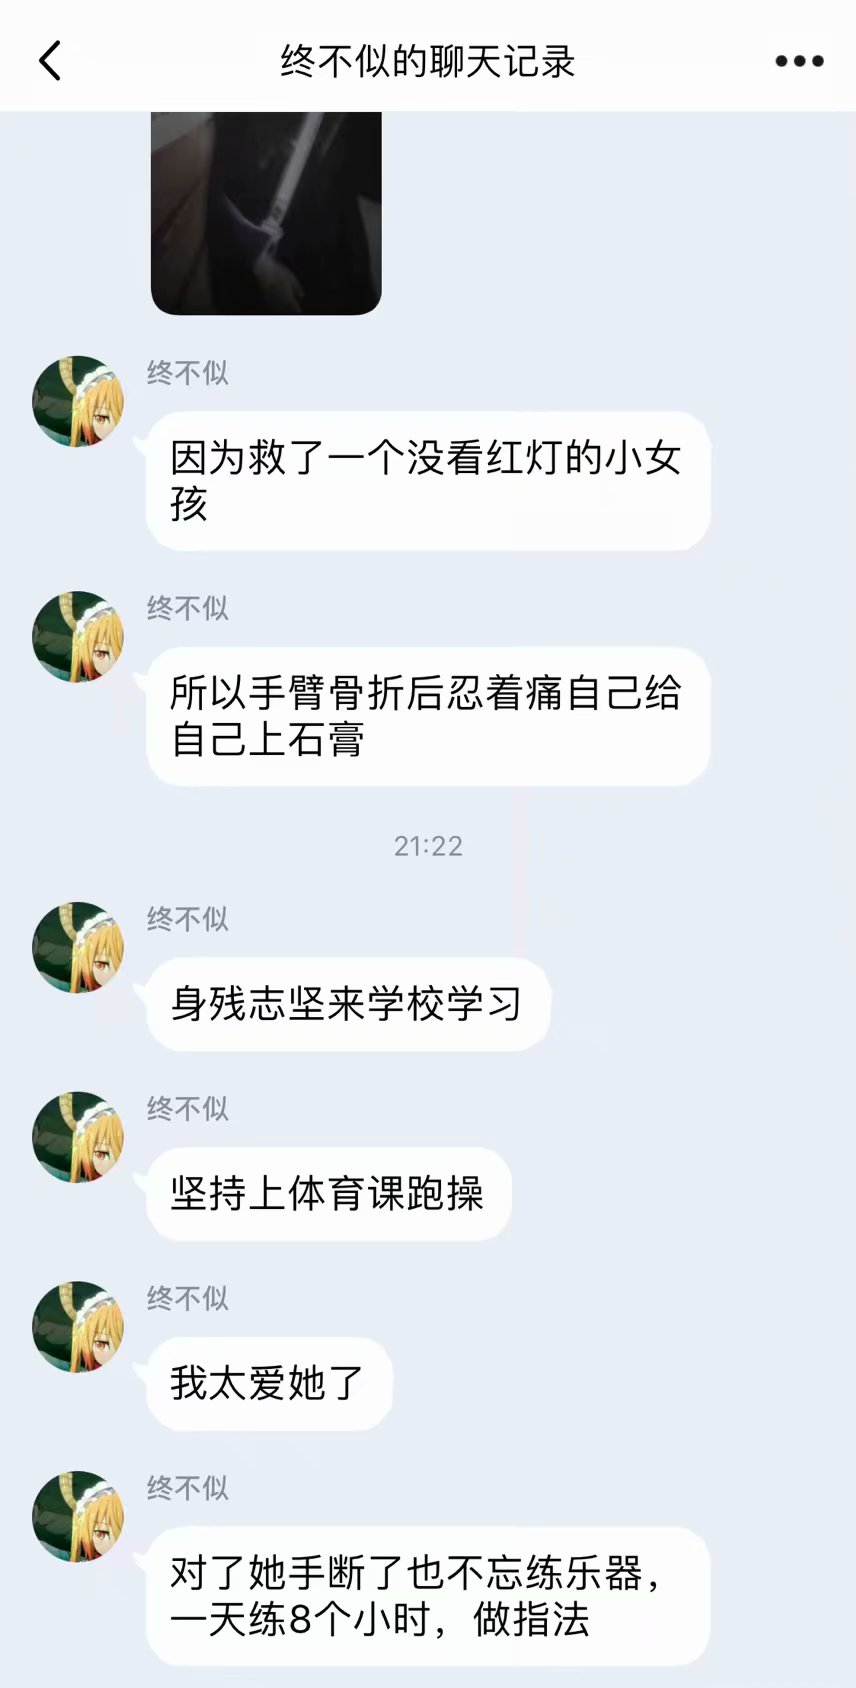 终不似的聊天记录
终不似
因为救了一个没看红灯的小女
孩
终不似
所以手臂骨折后忍着痛自己给
自己上石膏
21:22
终不似
身残志坚来学校学习
终不似
坚持上体育课跑操
终不似
我太爱她了
终不似
对了她手断了也不忘练乐器，
一天练8个小时，做指法